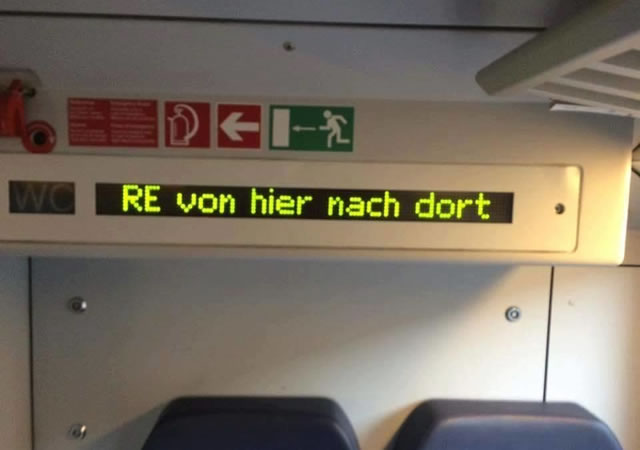 WC
RE von hier nach dort